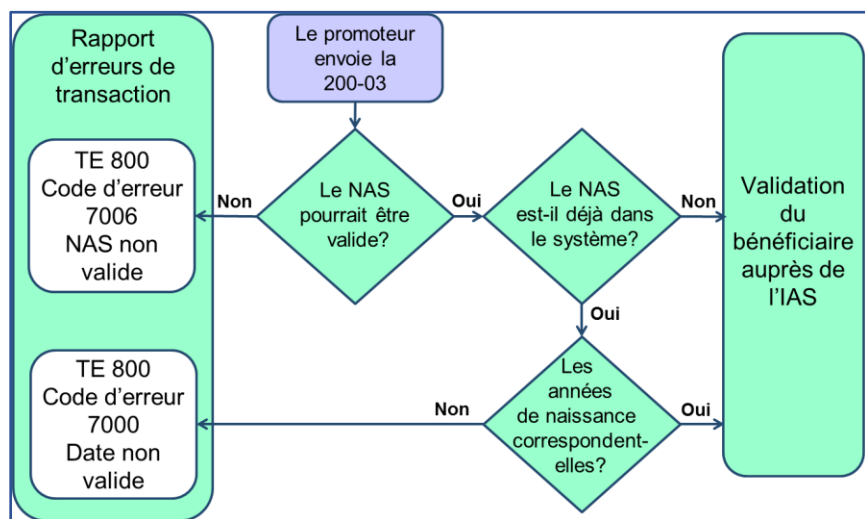 Rapport
d'erreurs de
transaction
Le promoteur
envoie la
200-03
TE 800
Code d'erreur
7006
NAS non
valide
Non
Le NAS
pourrait être
valide?
Oui
Le NAS
est-il déjà dans
le système?
Non
Validation
du
bénéficiaire
auprès de
l'IAS
Oui
TE 800
Code d'erreur
7000
Date non
valide
Non
Les
années
de naissance
correspondent-
elles?
Oui